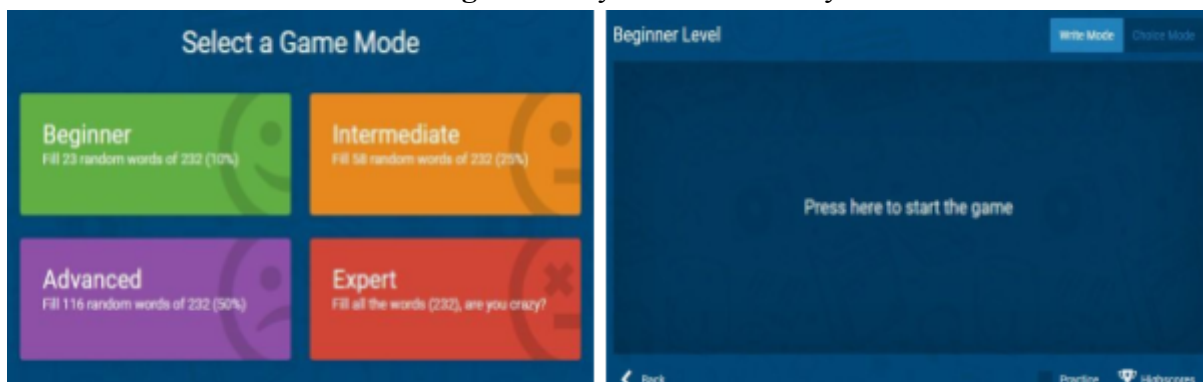 Select a Game Mode
Beginner
Fill 23 random words of 232 (10%)
Intermediate
Fill 58 random words of 232 (25%)
Advanced
Fill 116 random words of 232 (50%)
Expert
Fill all the words (232), are you crazy?
Beginner Level
Write Mode
Choice Mode
Press here to start the game
Back
Practice
Highscores